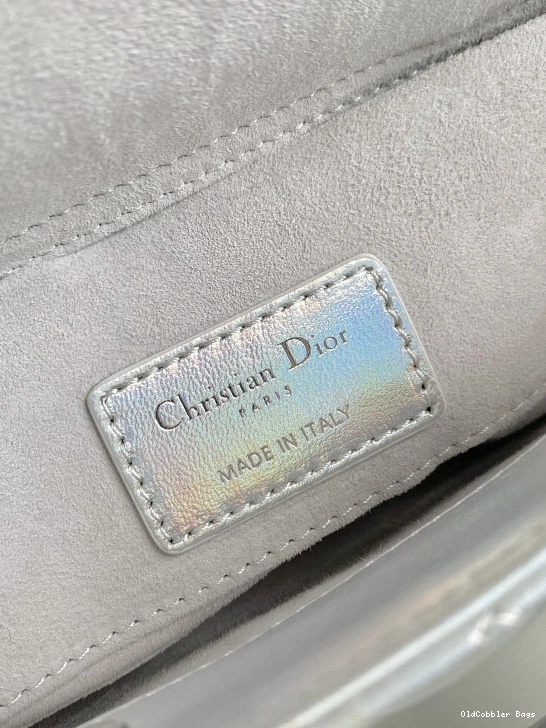 Christian Dior
PARIS
MADE IN ITALY
OldCobbler Bags